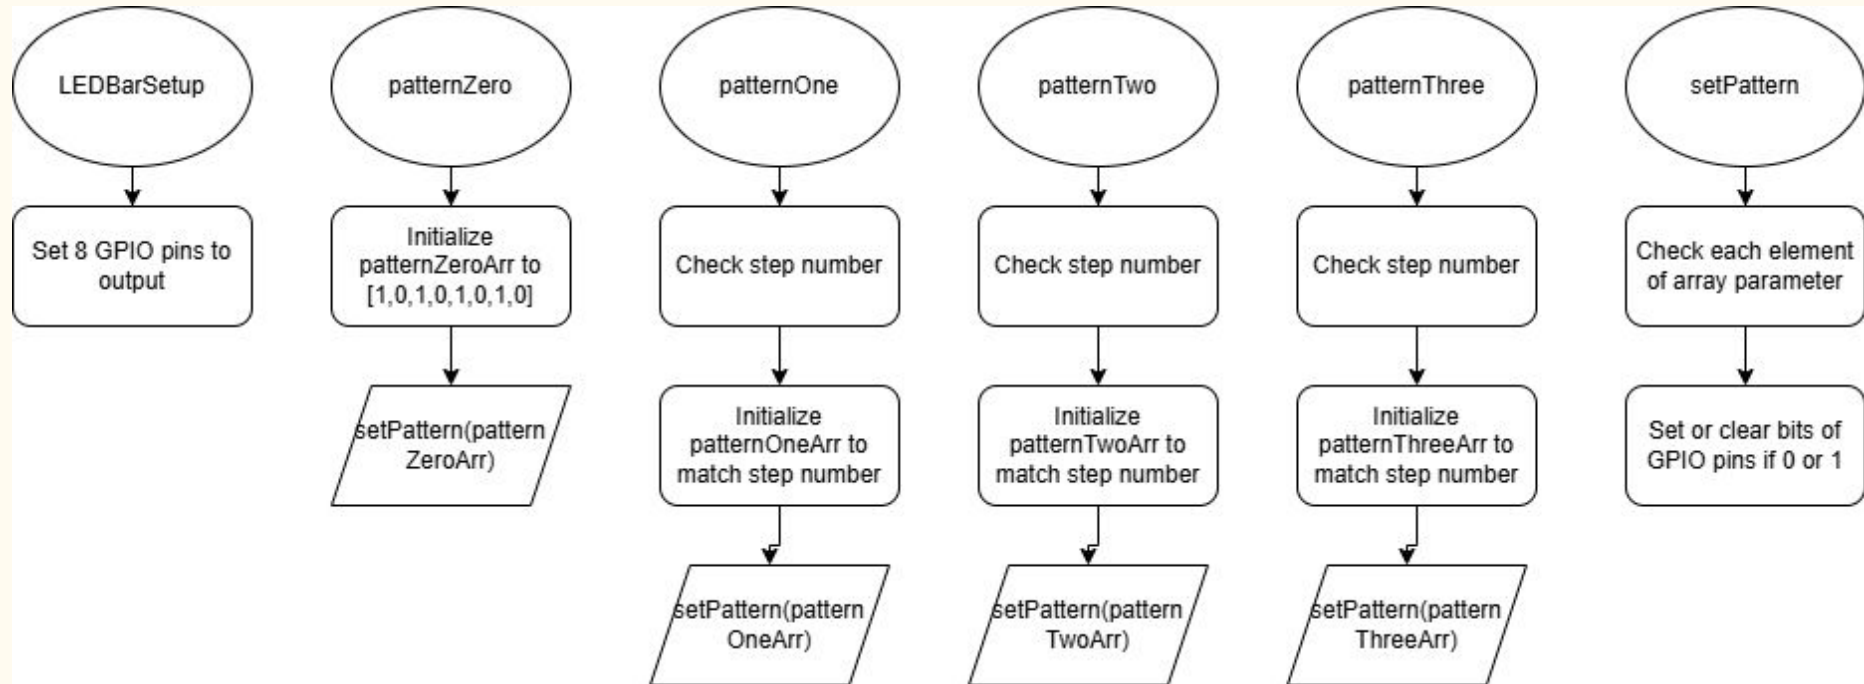 LEDBarSetup
Set 8 GPIO pins to
output
patternZero
Initialize
patternZeroArr to
[1,0,1,0,1,0,1,0]
setPattern(pattern
ZeroArr)
patternOne
Check step number
Initialize
patternOneArr to
match step number
setPattern(pattern
OneArr)
patternTwo
Check step number
Initialize
patternTwoArr to
match step number
setPattern(pattern
TwoArr)
patternThree
Check step number
Initialize
patternThreeArr to
match step number
setPattern(pattern
ThreeArr)
setPattern
Check each element
of array parameter
Set or clear bits of
GPIO pins if 0 or 1